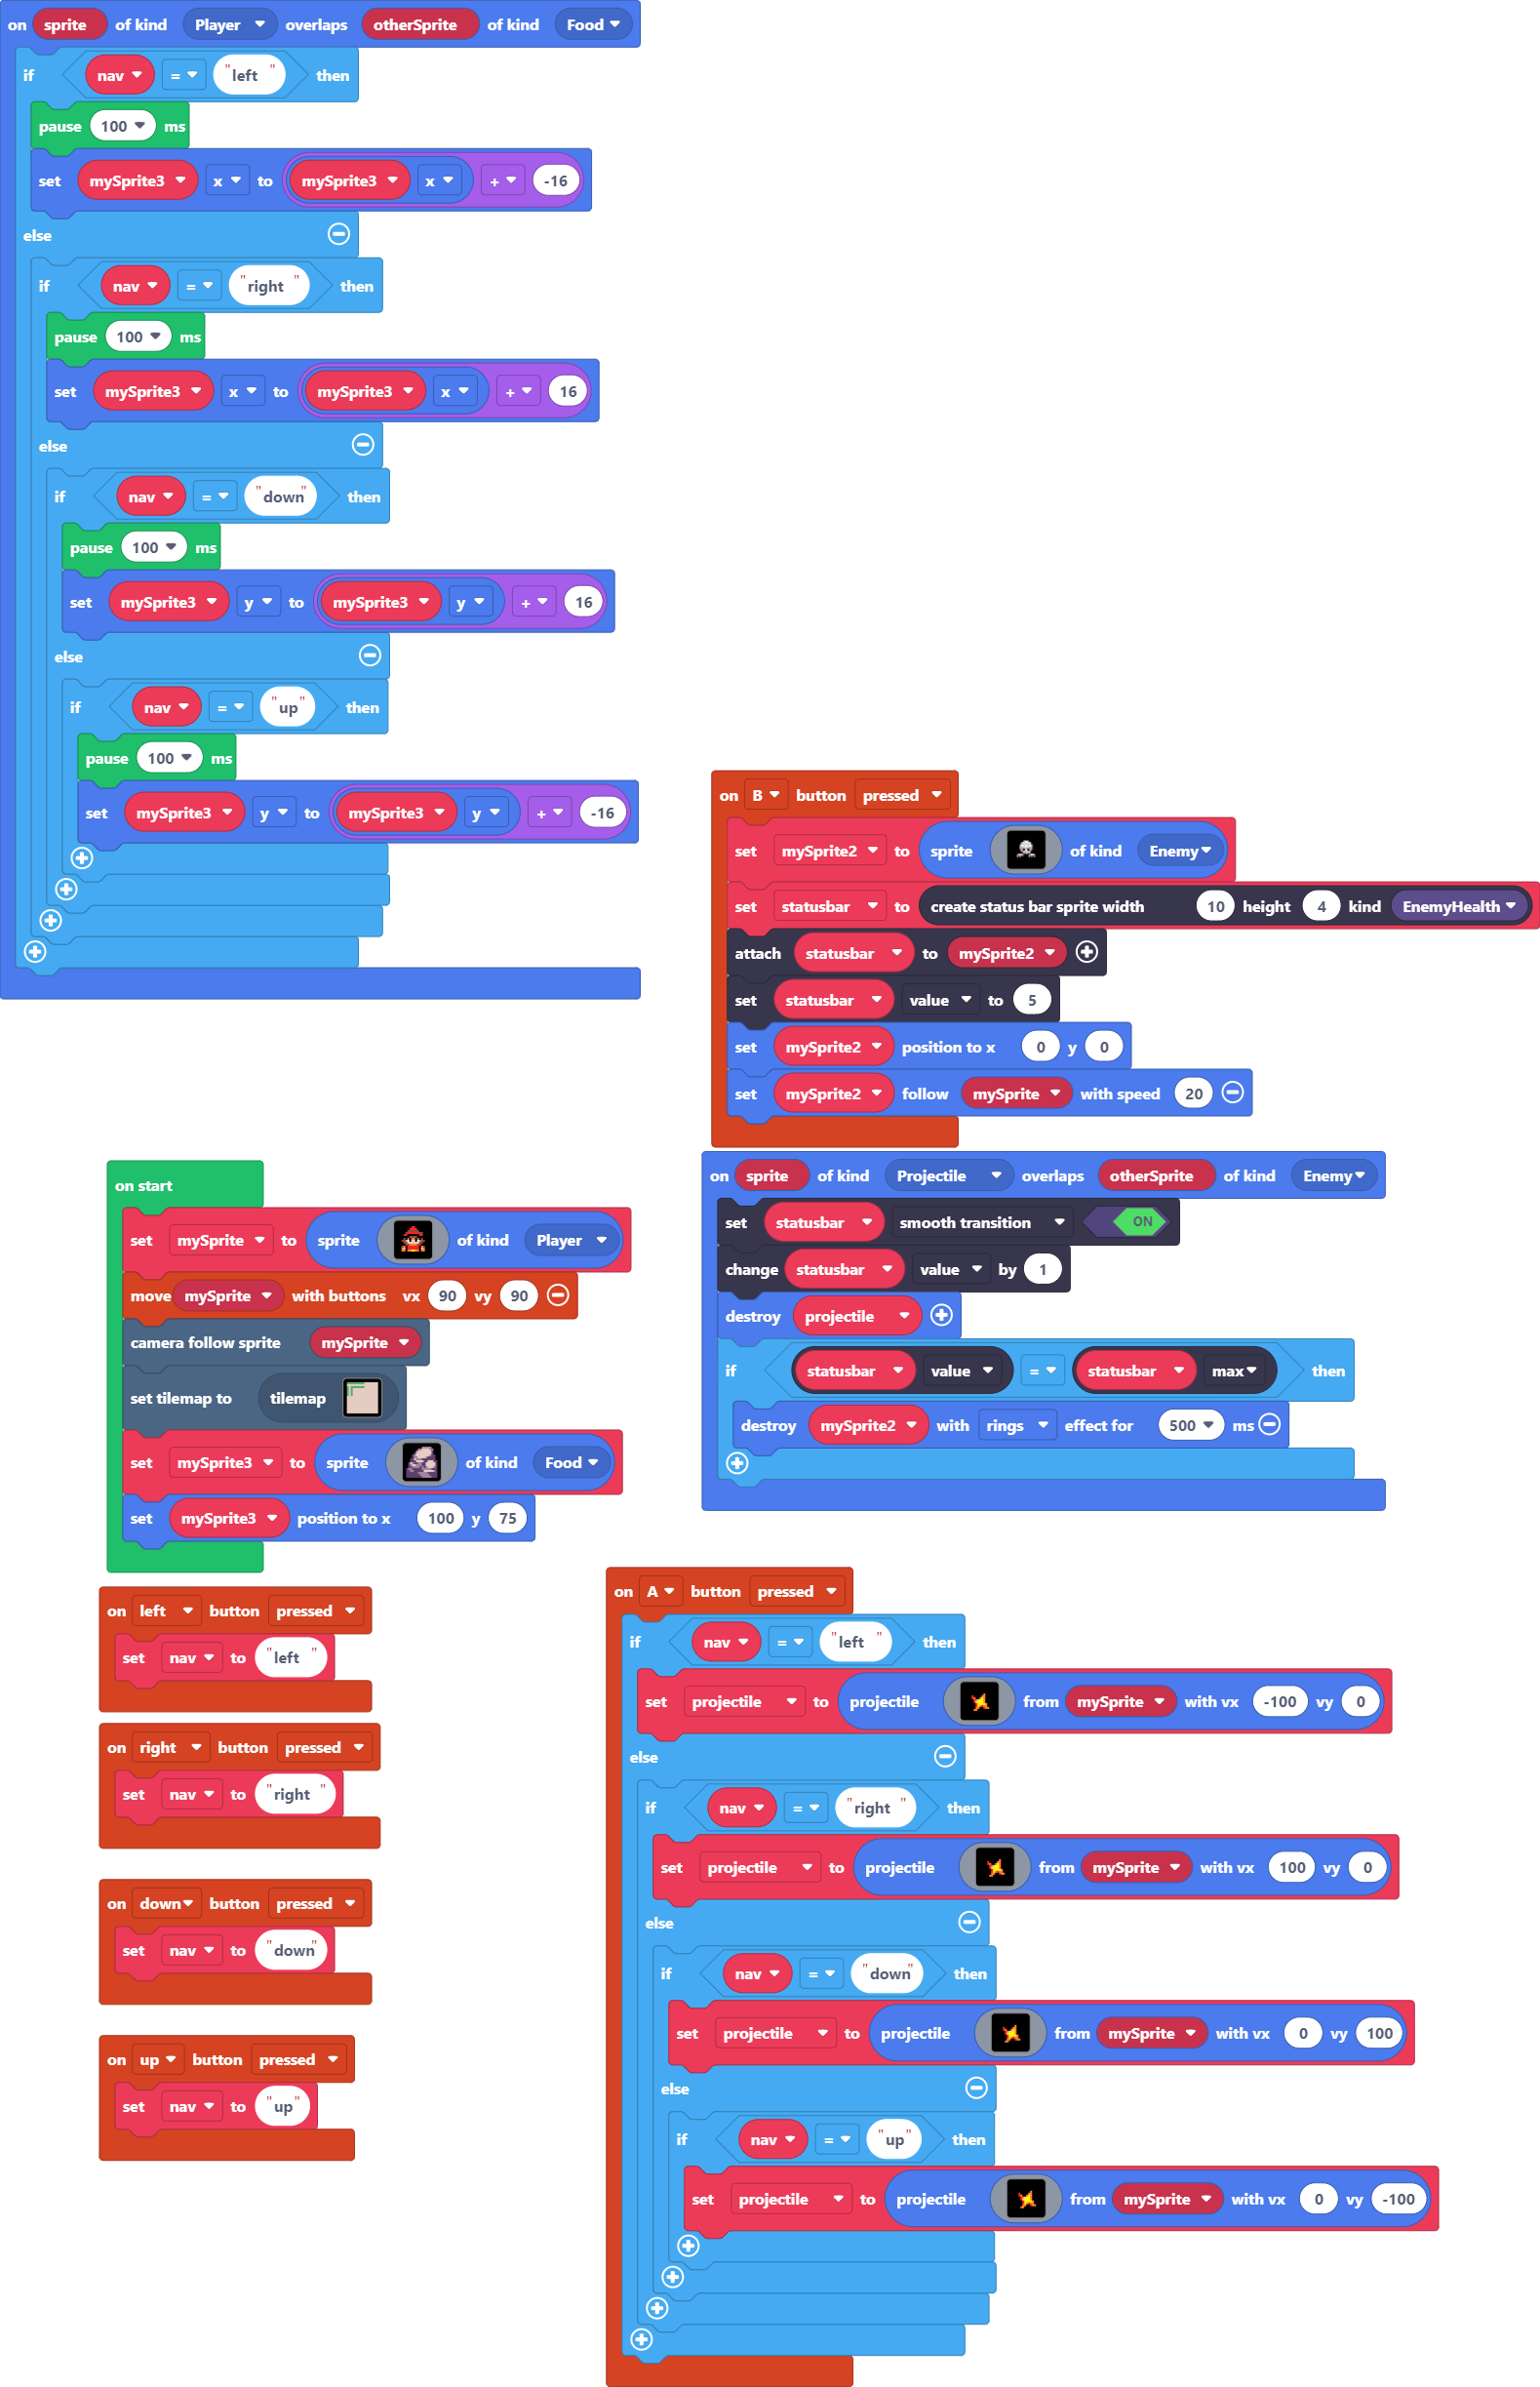 on sprite of kind Player overlaps otherSprite of kind Food
if nav = "left" then
pause 100 ms
set mySprite3 x to mySprite3 x + -16
else
if nav = "right" then
pause 100 ms
set mySprite3 x to mySprite3 x + 16
else
if nav = "down" then
pause 100 ms
set mySprite3 y to mySprite3 y + 16
else
if nav = "up" then
pause 100 ms
set mySprite3 y to mySprite3 y + -16
on B button pressed
set mySprite2 to sprite of kind Enemy
set statusbar to create status bar sprite width 10 height 4 kind EnemyHealth
attach statusbar to mySprite2
set statusbar value to 5
set mySprite2 position to x 0 y 0
set mySprite2 follow mySprite with speed 20
on sprite of kind Projectile overlaps otherSprite of kind Enemy
set statusbar smooth transition ON
change statusbar value by 1
destroy projectile
if statusbar value = statusbar max then
destroy mySprite2 with rings effect for 500 ms
on start
set mySprite to sprite of kind Player
move mySprite with buttons vx 90 vy 90
camera follow sprite mySprite
set tilemap to tilemap
set mySprite3 to sprite of kind Food
set mySprite3 position to x 100 y 75
on left button pressed
set nav to "left"
on right button pressed
set nav to "right"
on down button pressed
set nav to "down"
on up button pressed
set nav to "up"
on A button pressed
if nav = "left" then
set projectile to projectile from mySprite with vx -100 vy 0
else
if nav = "right" then
set projectile to projectile from mySprite with vx 100 vy 0
else
if nav = "down" then
set projectile to projectile from mySprite with vx 0 vy 100
else
if nav = "up" then
set projectile to projectile from mySprite with vx 0 vy -100